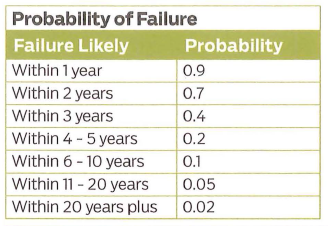 Probability of Failure
Failure Likely Probability
Within 1 year 0.9
Within 2 years 0.7
Within 3 years 0.4
Within 4 - 5 years 0.2
Within 6 - 10 years 0.1
Within 11 - 20 years 0.05
Within 20 years plus 0.02